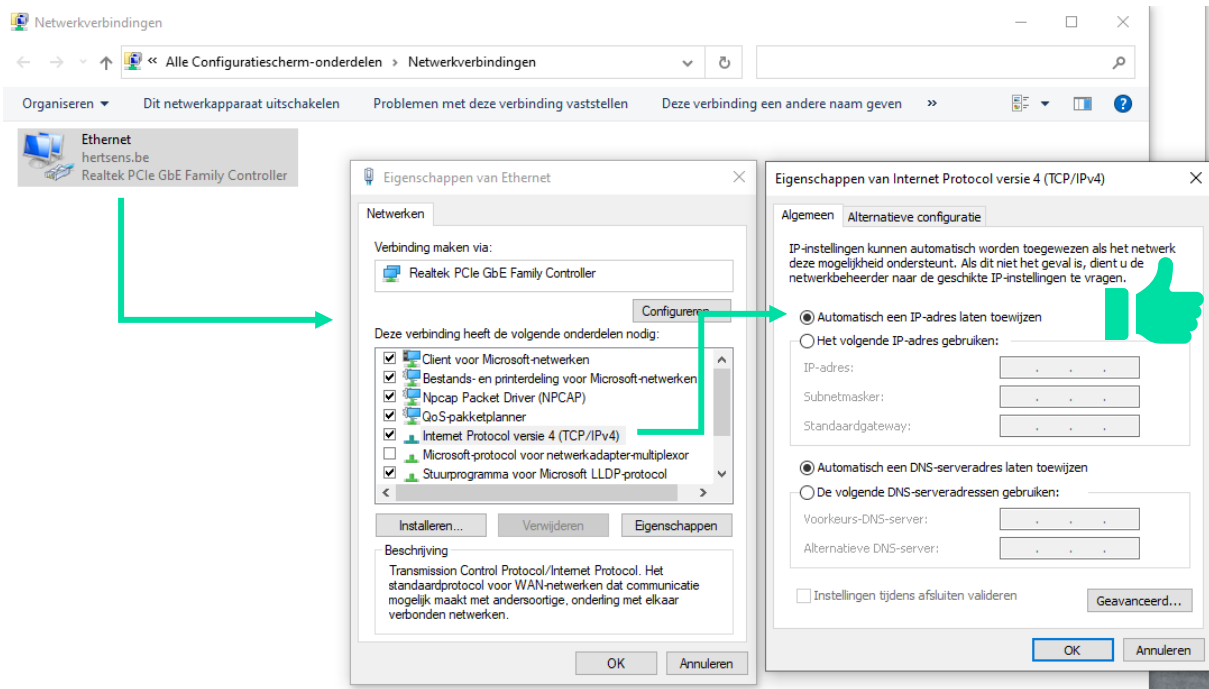 Netwerkverbindingen
« Alle Configuratiescherm-onderdelen › Netwerkverbindingen
Organiseren Dit netwerkapparaat uitschakelen Problemen met deze verbinding vaststellen Deze verbinding een andere naam geven »
Ethernet
hertsens.be
Realtek PCIe GbE Family Controller
Eigenschappen van Ethernet
Netwerken
Verbinding maken via:
Realtek PCIe GbE Family Controller
Configureren...
Deze verbinding heeft de volgende onderdelen nodig:
Client voor Microsoft-netwerken
Bestands- en printerdeling voor Microsoft-netwerken
Npcap Packet Driver (NPCAP)
QoS-pakketplanner
Internet Protocol versie 4 (TCP/IPv4)
Microsoft-protocol voor netwerkadapter-multiplexor
Stuurprogramma voor Microsoft LLDP-protocol
Installeren... Verwijderen Eigenschappen
Beschrijving
Transmission Control Protocol/Internet Protocol. Het
standaardprotocol voor WAN-netwerken dat communicatie
mogelijk maakt met andersoortige, onderling met elkaar
verbonden netwerken.
OK Annuleren
Eigenschappen van Internet Protocol versie 4 (TCP/IPv4)
Algemeen Alternatieve configuratie
IP-instellingen kunnen automatisch worden toegewezen als het netwerk
deze mogelijkheid ondersteunt. Als dit niet het geval is, dient u de
netwerkbeheerder naar de geschikte IP-instellingen te vragen.
Automatisch een IP-adres laten toewijzen
Het volgende IP-adres gebruiken:
IP-adres:
Subnetmasker:
Standaardgateway:
Automatisch een DNS-serveradres laten toewijzen
De volgende DNS-serveradressen gebruiken:
Voorkeurs-DNS-server:
Alternatieve DNS-server:
Instellingen tijdens afsluiten valideren
Geavanceerd...
OK Annuleren